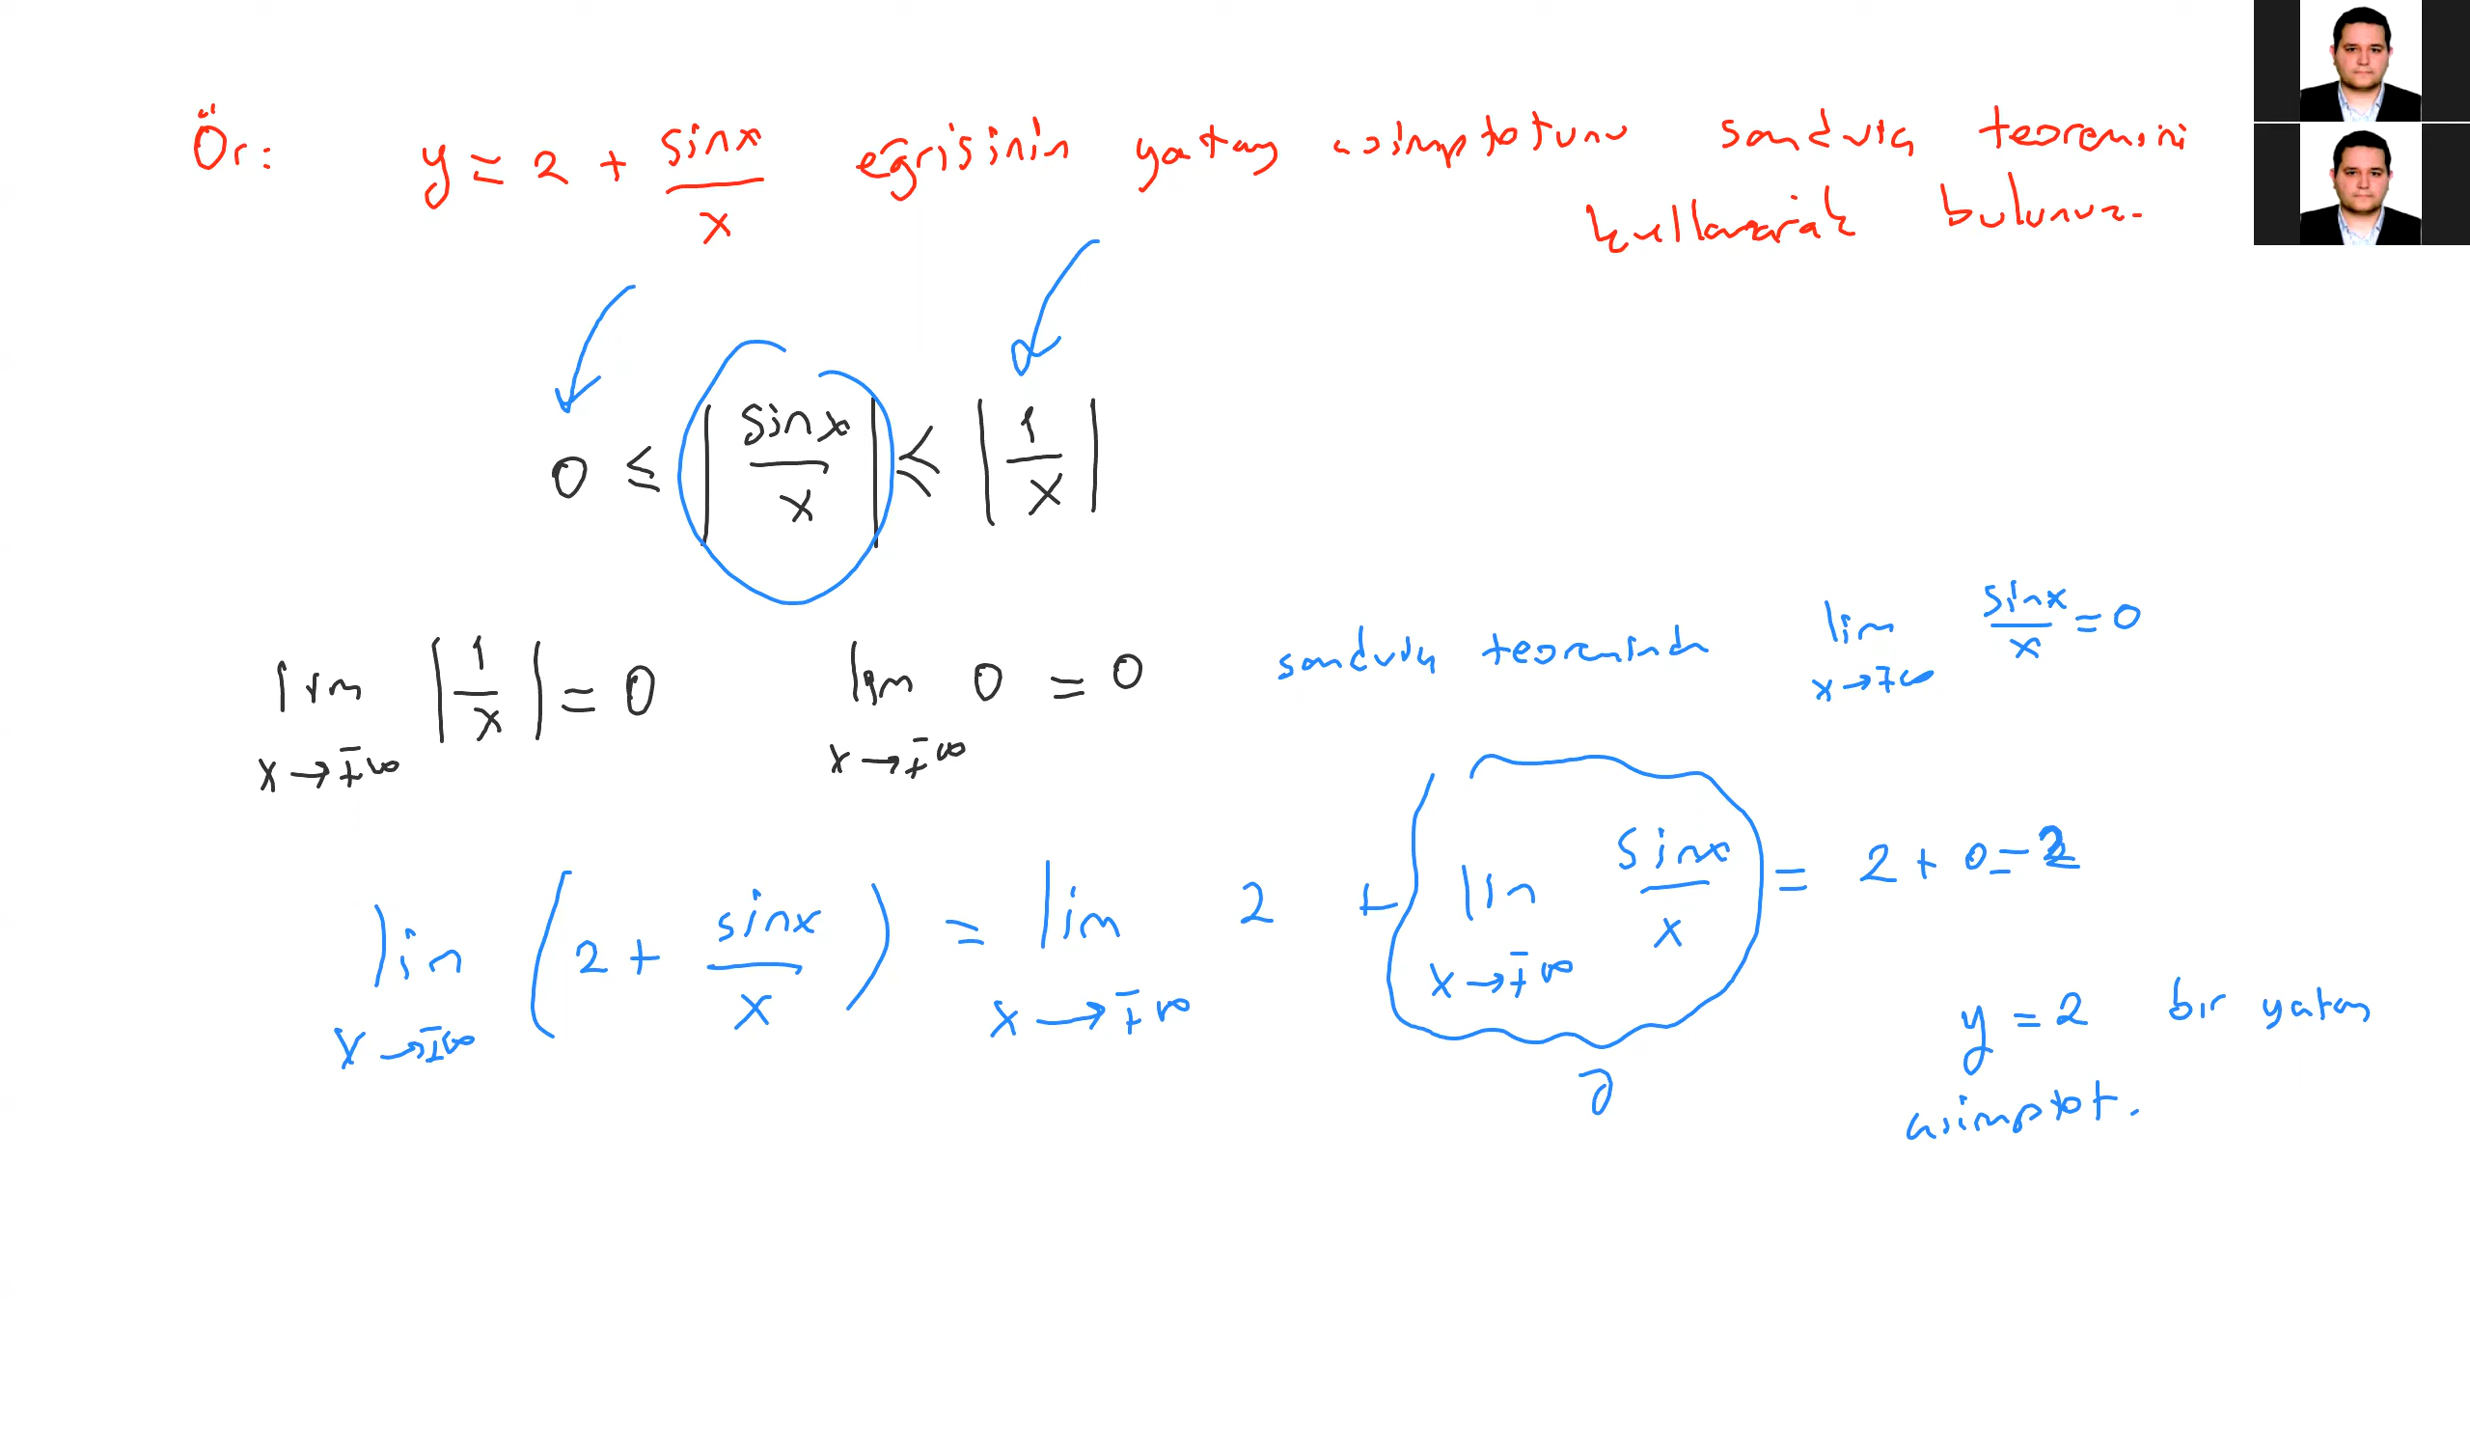 Ör: y = 2 + sinx/x eğrisinin yatay asimptotunu sandviç teoremini
kullanarak bulunuz.
0 ≤ |sinx/x| ≤ |1/x|
lim x→∓∞ |1/x| = 0 lim x→∓∞ 0 = 0 sandviç teoreminden lim x→∓∞ sinx/x = 0
lim x→∓∞ (2 + sinx/x) = lim x→∓∞ 2 + lim x→∓∞ sinx/x = 2 + 0 = 2
0
y = 2 bir yatay
asimptot.